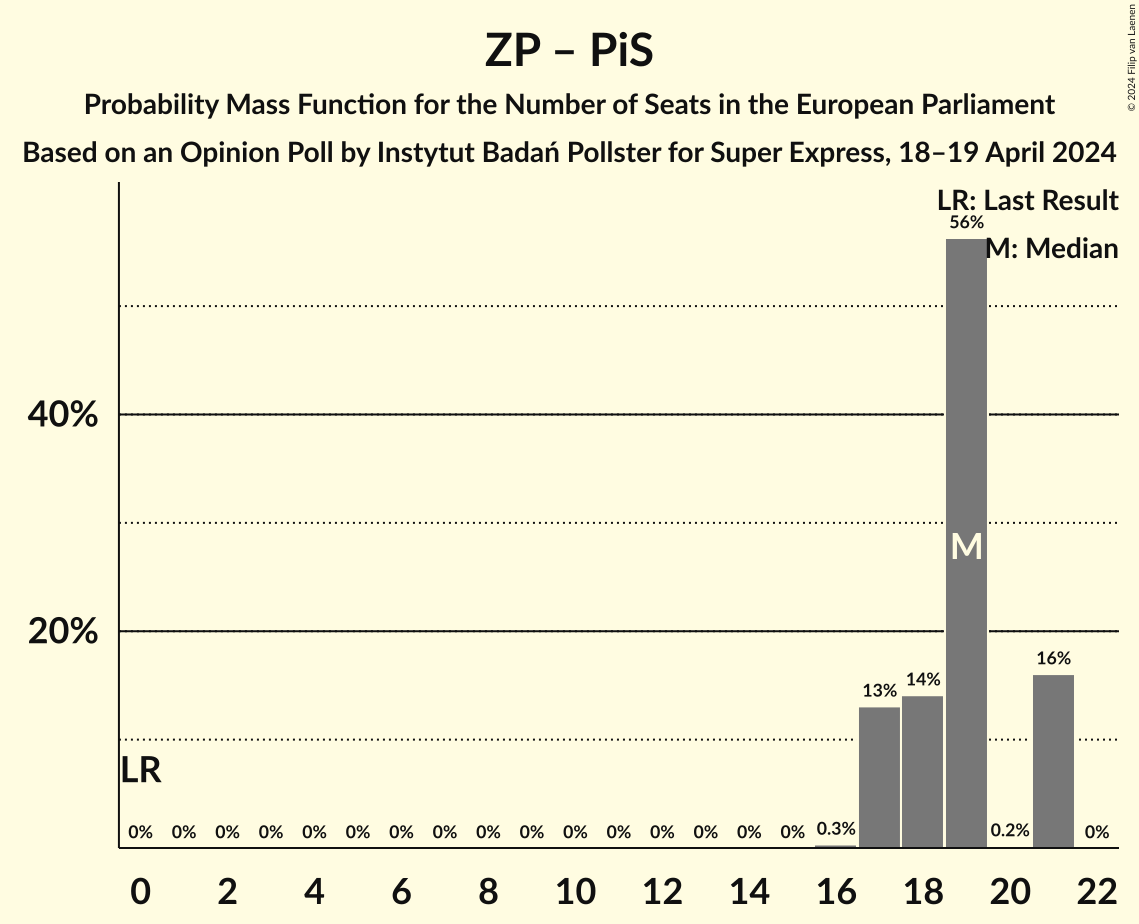 ZP – PiS
Probability Mass Function for the Number of Seats in the European Parliament
Based on an Opinion Poll by Instytut Badań Pollster for Super Express, 18–19 April 2024
© 2024 Filip van Laenen
LR: Last Result
M: Median
56%
40%
M
20%
16%
14%
13%
LR
0% 0% 0% 0% 0% 0% 0% 0% 0% 0% 0% 0% 0% 0% 0% 0% 0.3% 0.2% 0%
0 2 4 6 8 10 12 14 16 18 20 22